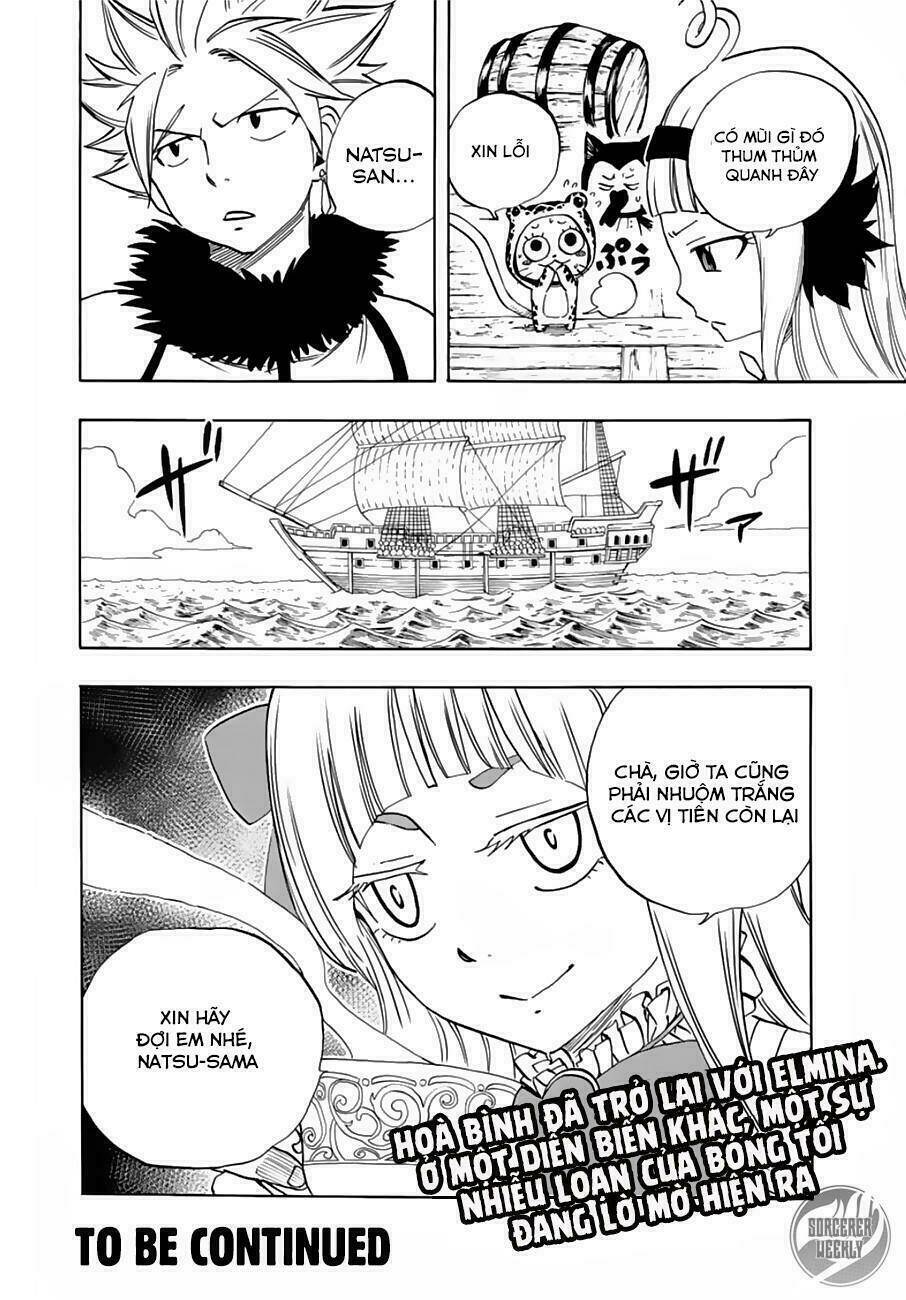 CÓ MÙI GÌ ĐÓ
THUM THỦM
QUANH ĐÂY
XIN LỖI
ぷぅ
NATSU-
SAN...
ザザ
ザザァ
CHÀ, GIỜ TA CŨNG
PHẢI NHUỘM TRẮNG
CÁC VỊ TIÊN CÒN LẠI
XIN HÃY
ĐỢI EM NHÉ,
NATSU-SAMA
HOÀ BÌNH ĐÃ TRỞ LẠI VỚI ELMINA.
Ở MỘT DIỄN BIẾN KHÁC, MỘT SỰ
NHIỄU LOẠN CỦA BÓNG TỐI
ĐANG LỜ MỜ HIỆN RA
TO BE CONTINUED
SORCERER
WEEKLY